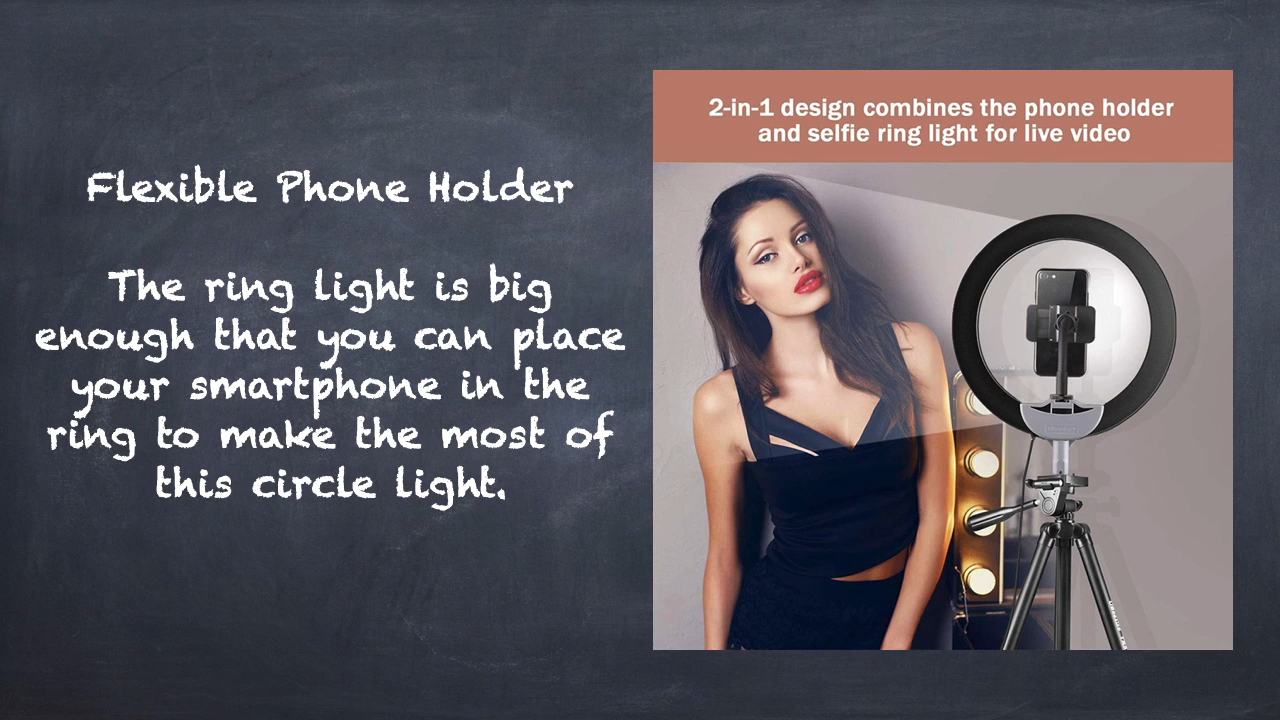 Flexible Phone Holder
The ring light is big
enough that you can place
your smartphone in the
ring to make the most of
this circle light.
2-in-1 design combines the phone holder
and selfie ring light for live video